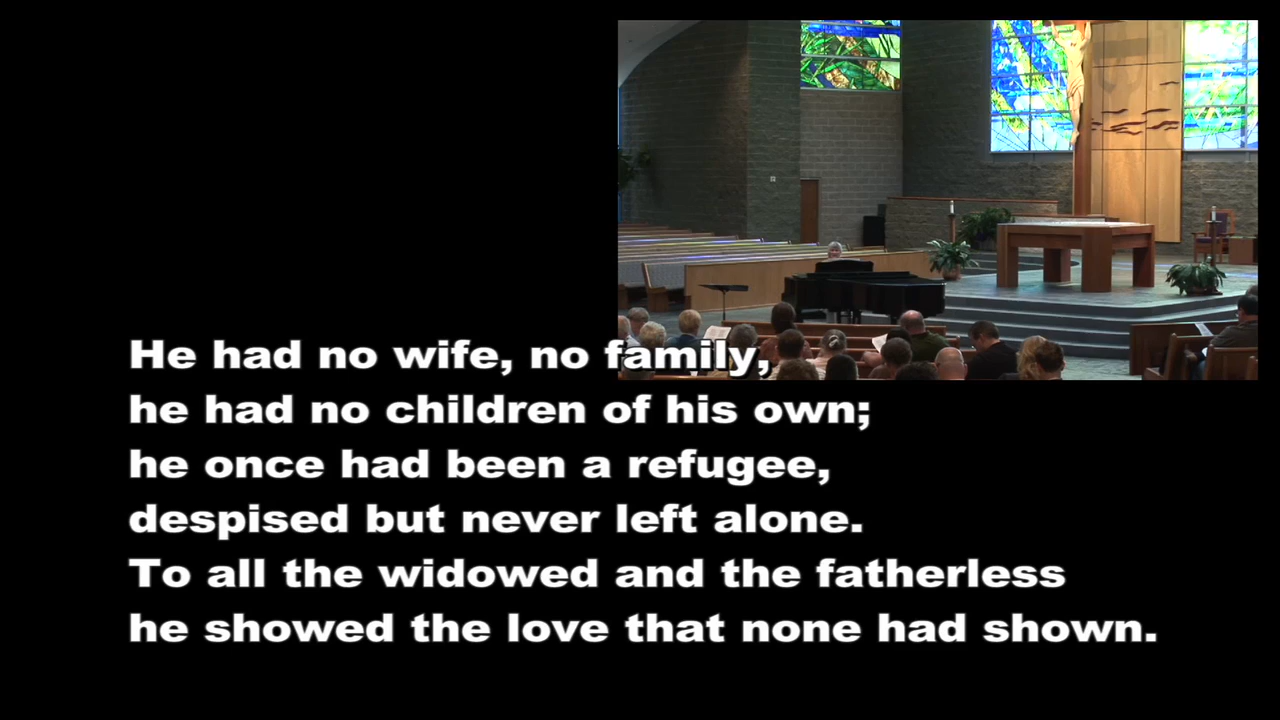 He had no wife, no family,
he had no children of his own;
he once had been a refugee,
despised but never left alone.
To all the widowed and the fatherless
he showed the love that none had shown.